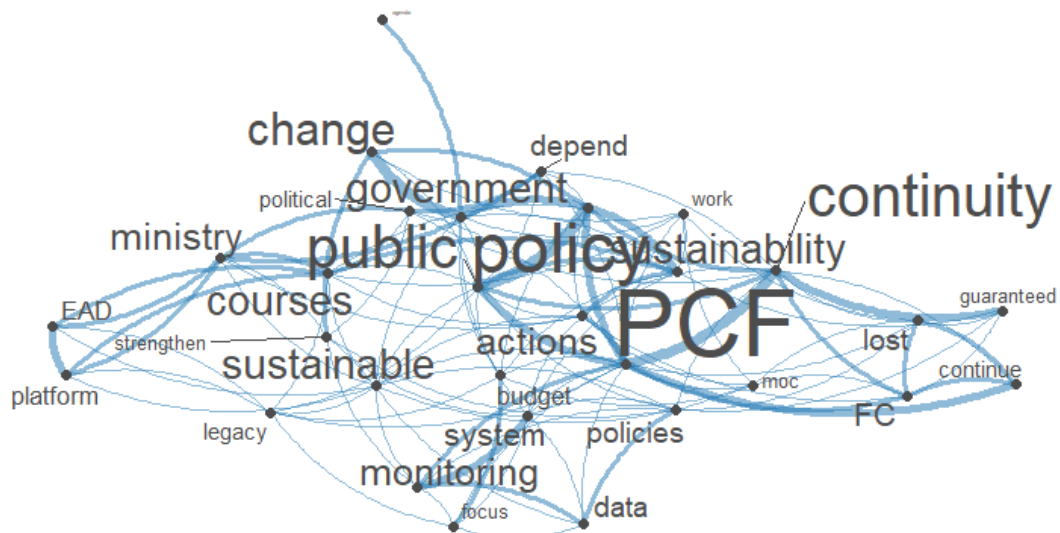 agenda
change
depend
political
government
work
continuity
ministry
public policy
sustainability
EAD
courses
PCF
guaranteed
strengthen
actions
lost
sustainable
platform
budget
moc
continue
legacy
system
policies
FC
monitoring
focus
data